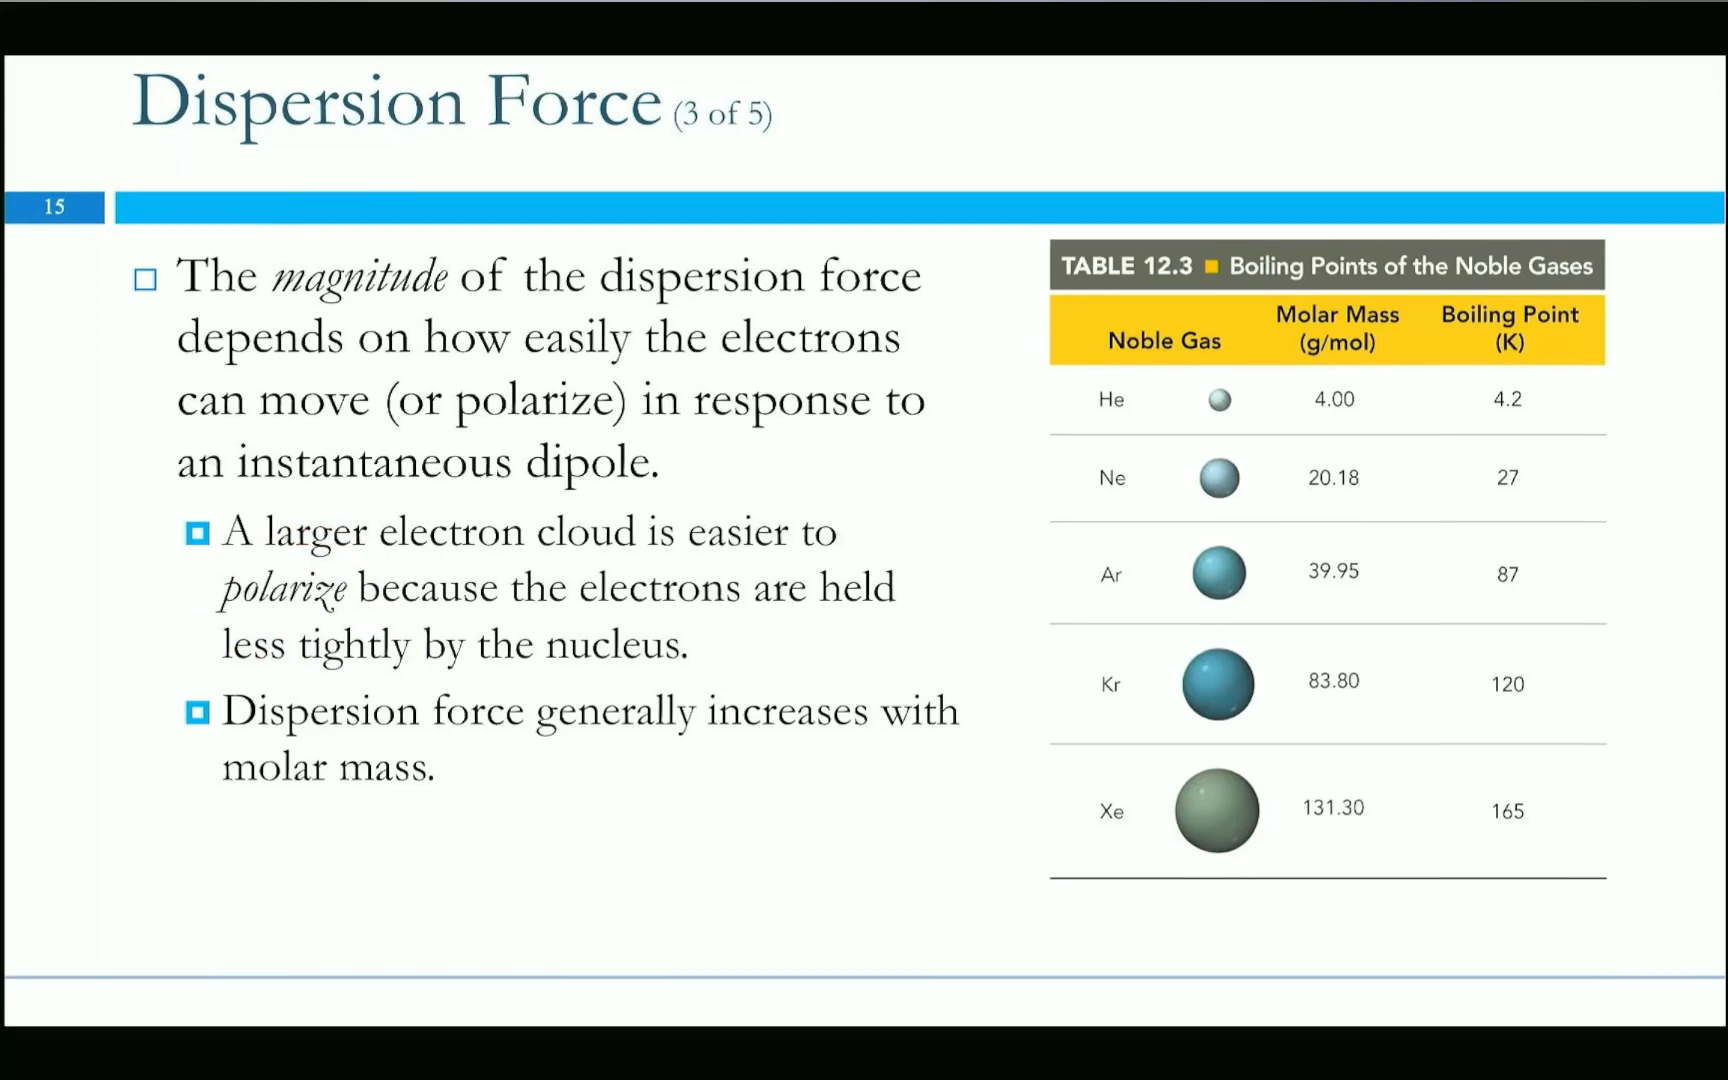 Dispersion Force (3 of 5)
15
The magnitude of the dispersion force
depends on how easily the electrons
can move (or polarize) in response to
an instantaneous dipole.
A larger electron cloud is easier to
polarize because the electrons are held
less tightly by the nucleus.
Dispersion force generally increases with
molar mass.
TABLE 12.3 ■ Boiling Points of the Noble Gases
Noble Gas Molar Mass (g/mol) Boiling Point (K)
He 4.00 4.2
Ne 20.18 27
Ar 39.95 87
Kr 83.80 120
Xe 131.30 165